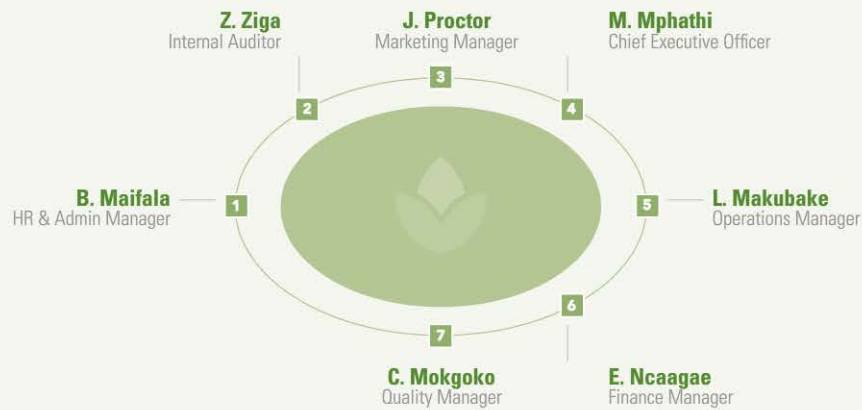 Z. Ziga
Internal Auditor
J. Proctor
Marketing Manager
M. Mphathi
Chief Executive Officer
3
2
4
B. Maifala
HR & Admin Manager
1
5
L. Makubake
Operations Manager
6
7
C. Mokgoko
Quality Manager
E. Ncaagae
Finance Manager